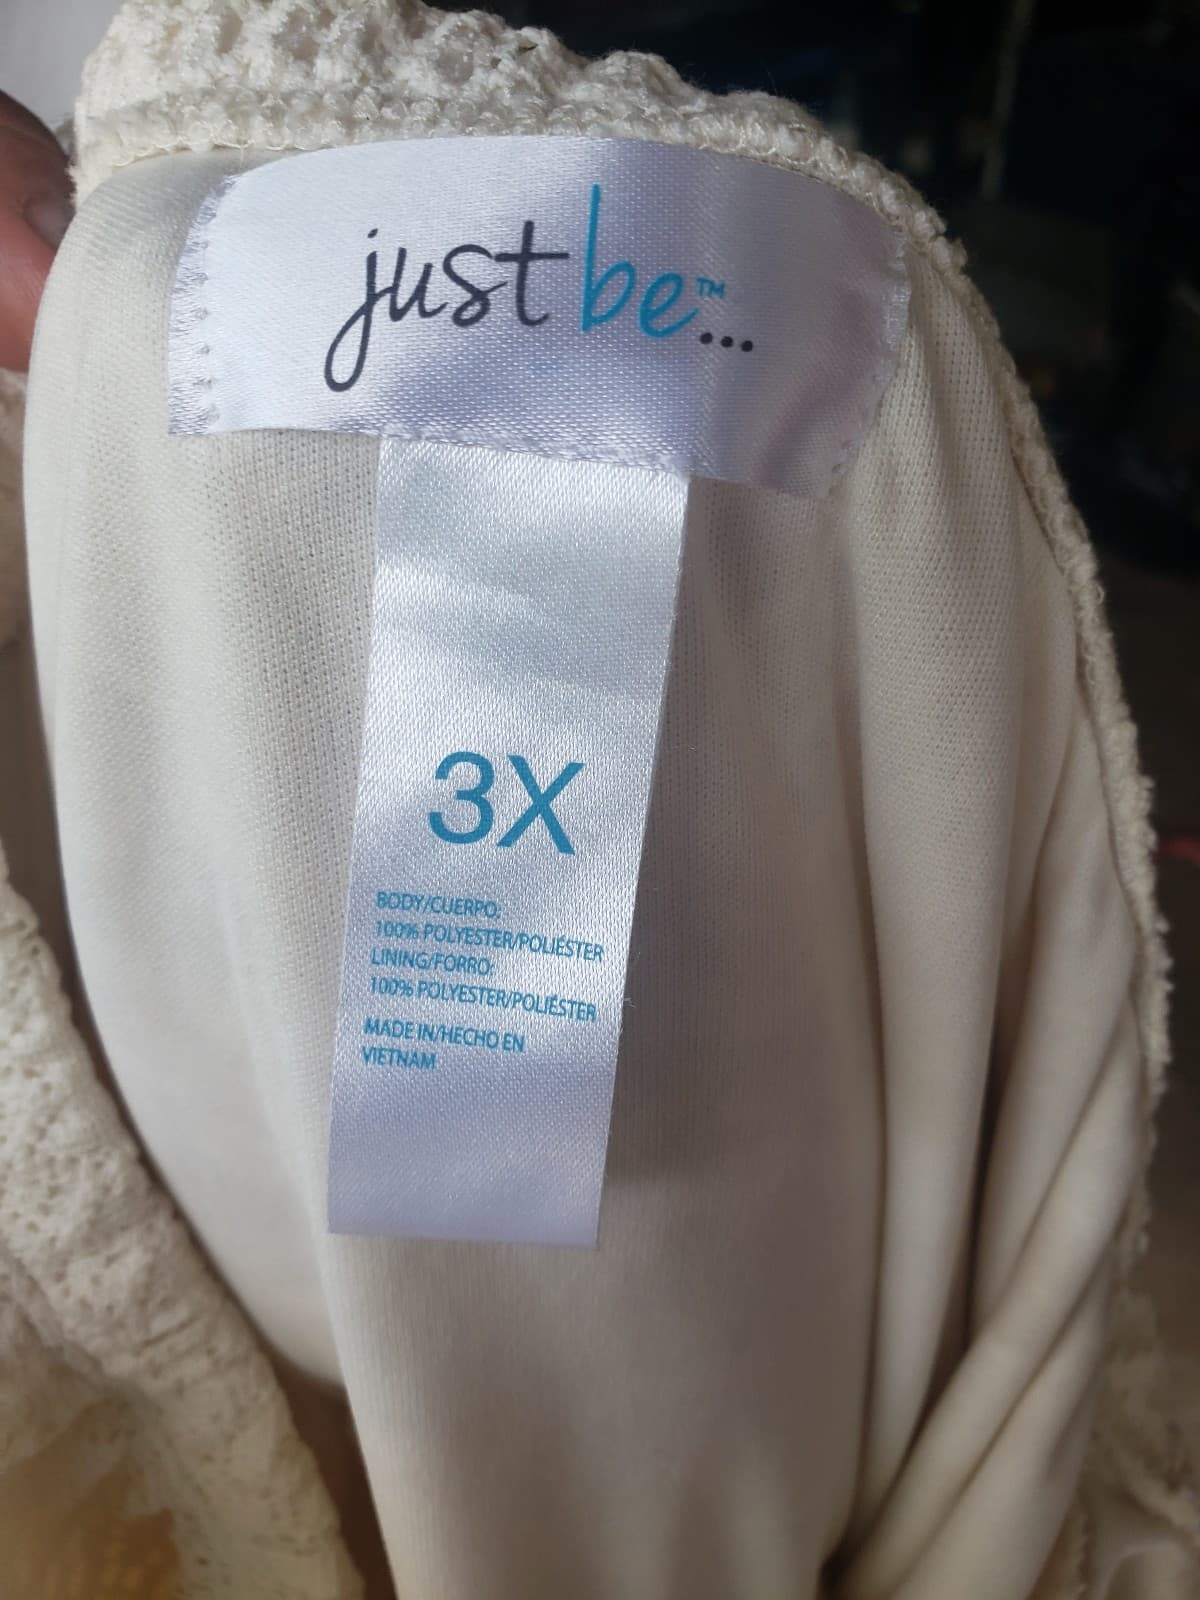 just be™...
3X
BODY/CUERPO:
100% POLYESTER/POLIÉSTER
LINING/FORRO:
100% POLYESTER/POLIÉSTER
MADE IN/HECHO EN
VIETNAM